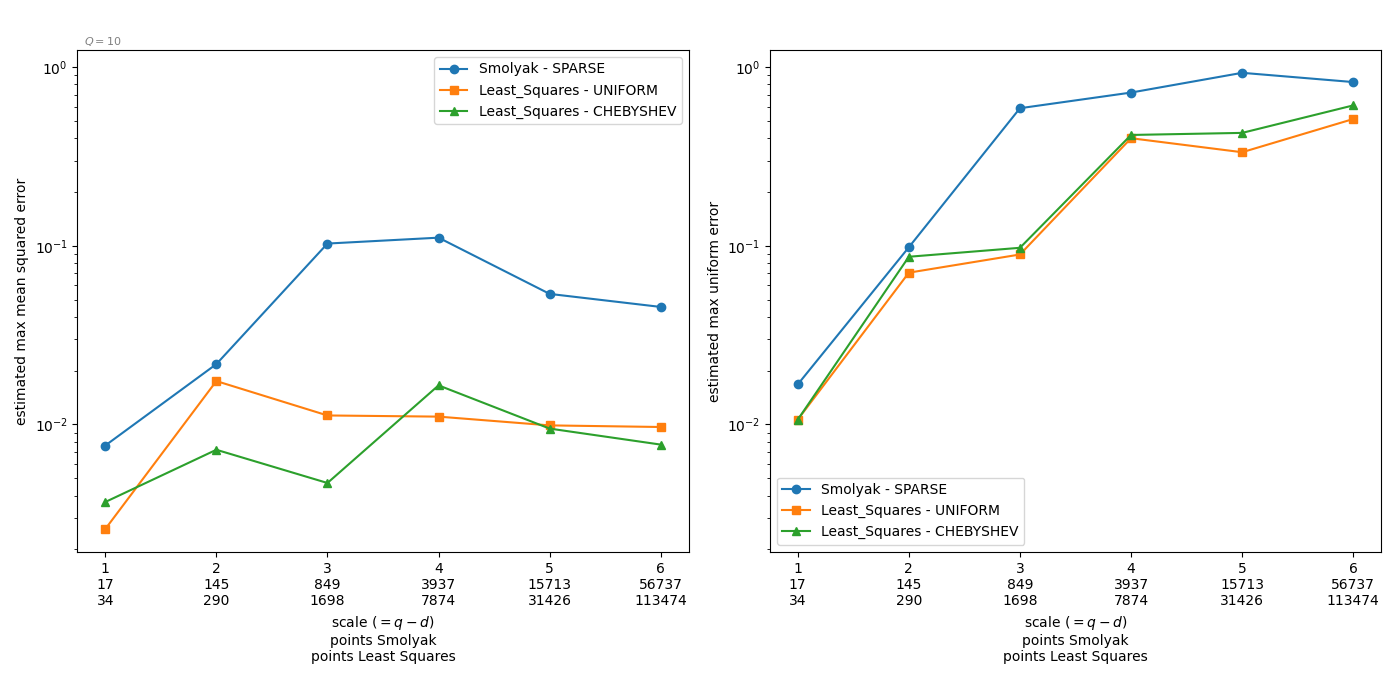 Q = 10
10^0
10^-1
10^-2
estimated max mean squared error
Smolyak - SPARSE
Least_Squares - UNIFORM
Least_Squares - CHEBYSHEV
1 2 3 4 5 6
17 145 849 3937 15713 56737
34 290 1698 7874 31426 113474
scale (= q − d)
points Smolyak
points Least Squares
10^0
10^-1
10^-2
estimated max uniform error
Smolyak - SPARSE
Least_Squares - UNIFORM
Least_Squares - CHEBYSHEV
1 2 3 4 5 6
17 145 849 3937 15713 56737
34 290 1698 7874 31426 113474
scale (= q − d)
points Smolyak
points Least Squares